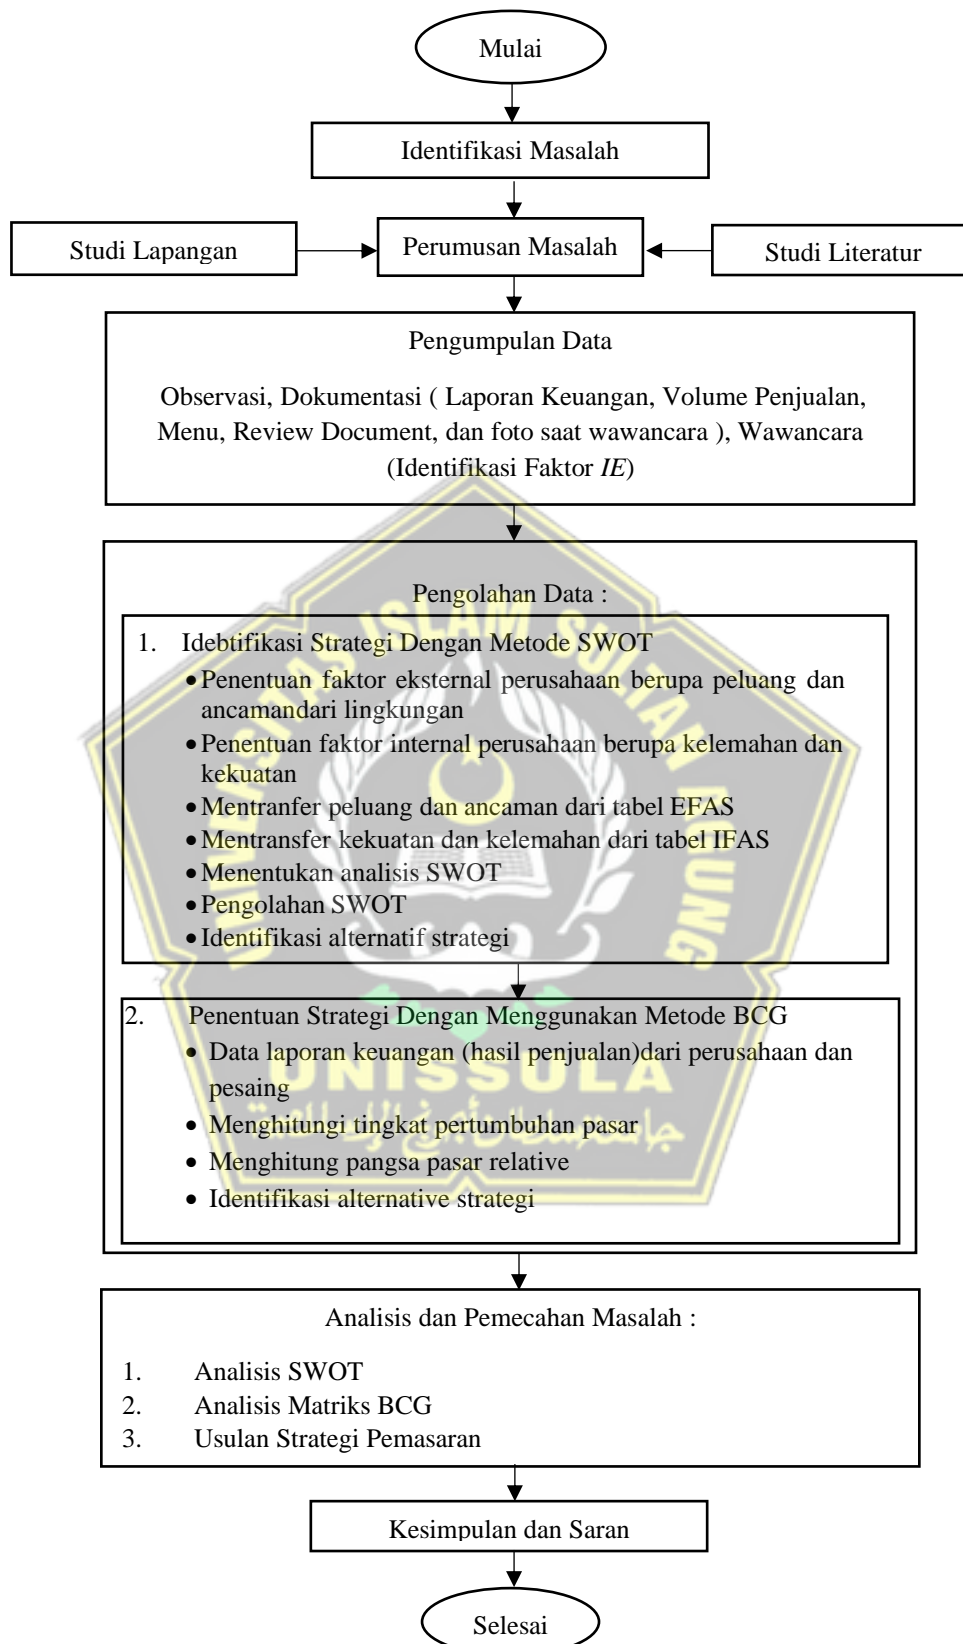 Mulai
Identifikasi Masalah
Studi Lapangan
Perumusan Masalah
Studi Literatur
Pengumpulan Data
Observasi, Dokumentasi ( Laporan Keuangan, Volume Penjualan,
Menu, Review Document, dan foto saat wawancara ), Wawancara
(Identifikasi Faktor IE)
Pengolahan Data :
1. Idebtifikasi Strategi Dengan Metode SWOT
• Penentuan faktor eksternal perusahaan berupa peluang dan
ancamandari lingkungan
• Penentuan faktor internal perusahaan berupa kelemahan dan
kekuatan
• Mentranfer peluang dan ancaman dari tabel EFAS
• Mentransfer kekuatan dan kelemahan dari tabel IFAS
• Menentukan analisis SWOT
• Pengolahan SWOT
• Identifikasi alternatif strategi
2. Penentuan Strategi Dengan Menggunakan Metode BCG
• Data laporan keuangan (hasil penjualan)dari perusahaan dan
pesaing
• Menghitungi tingkat pertumbuhan pasar
• Menghitung pangsa pasar relative
• Identifikasi alternative strategi
Analisis dan Pemecahan Masalah :
1. Analisis SWOT
2. Analisis Matriks BCG
3. Usulan Strategi Pemasaran
Kesimpulan dan Saran
Selesai
UNIVERSITAS ISLAM SULTAN AGUNG
UNISSULA